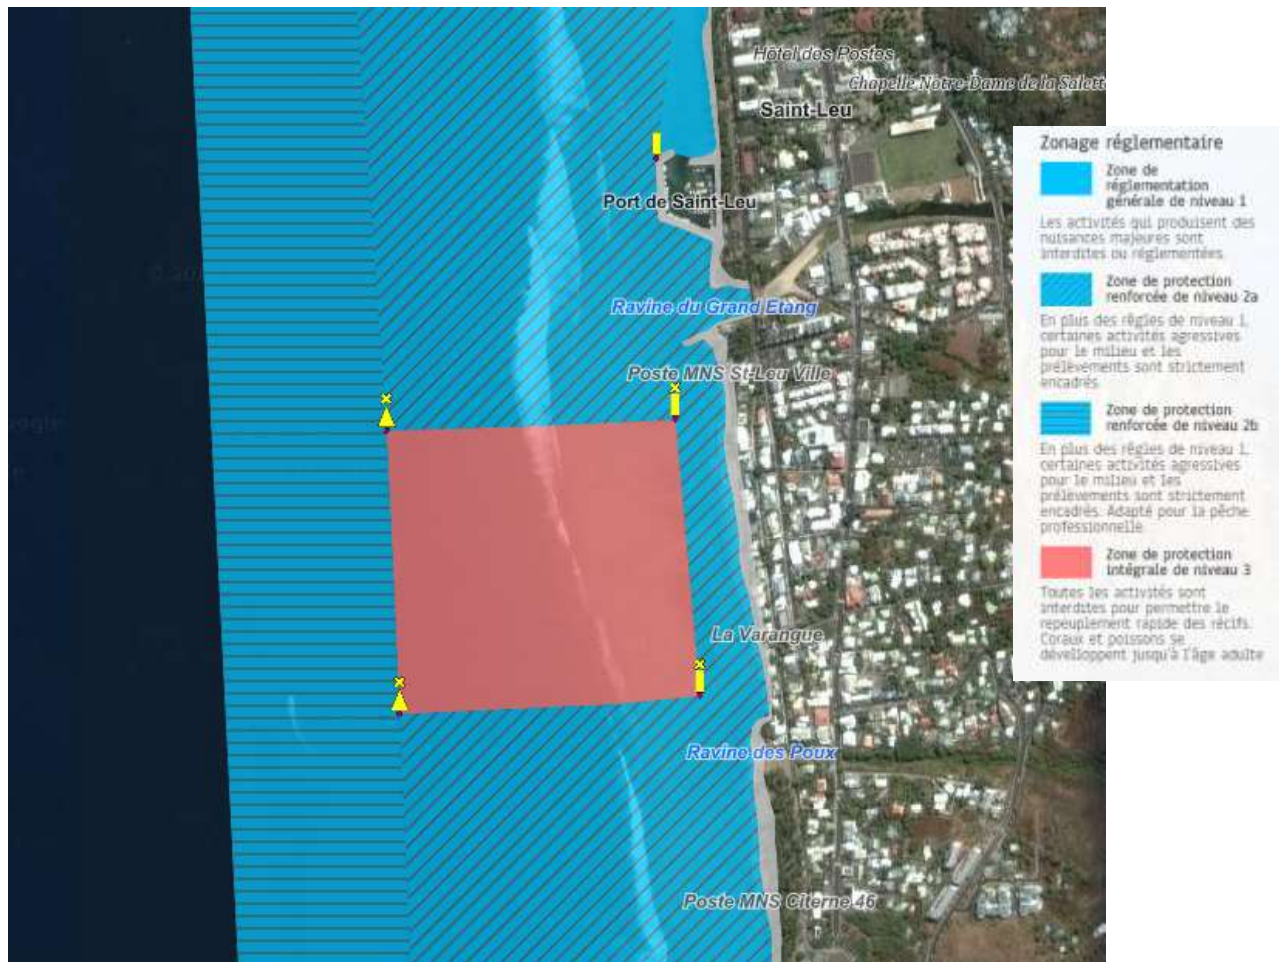 Hôtel des Postes
Chapelle Notre-Dame de la Salett
Saint-Leu
Port de Saint-Leu
Ravine du Grand Etang
Poste MNS St-Leu Ville
La Varangue
Ravine des Poux
Poste MNS Citerne 46
Zonage réglementaire
Zone de
réglementation
générale de niveau 1
Les activités qui produisent des
nuisances majeures sont
interdites ou réglementées.
Zone de protection
renforcée de niveau 2a
En plus des règles de niveau 1,
certaines activités agressives
pour le milieu et les
prélèvements sont strictement
encadrés.
Zone de protection
renforcée de niveau 2b
En plus des règles de niveau 1,
certaines activités agressives
pour le milieu et les
prélèvements sont strictement
encadrés. Adapté pour la pêche
professionnelle.
Zone de protection
intégrale de niveau 3
Toutes les activités sont
interdites pour permettre le
repeuplement rapide des récifs.
Coraux et poissons se
développent jusqu'à l'âge adulte